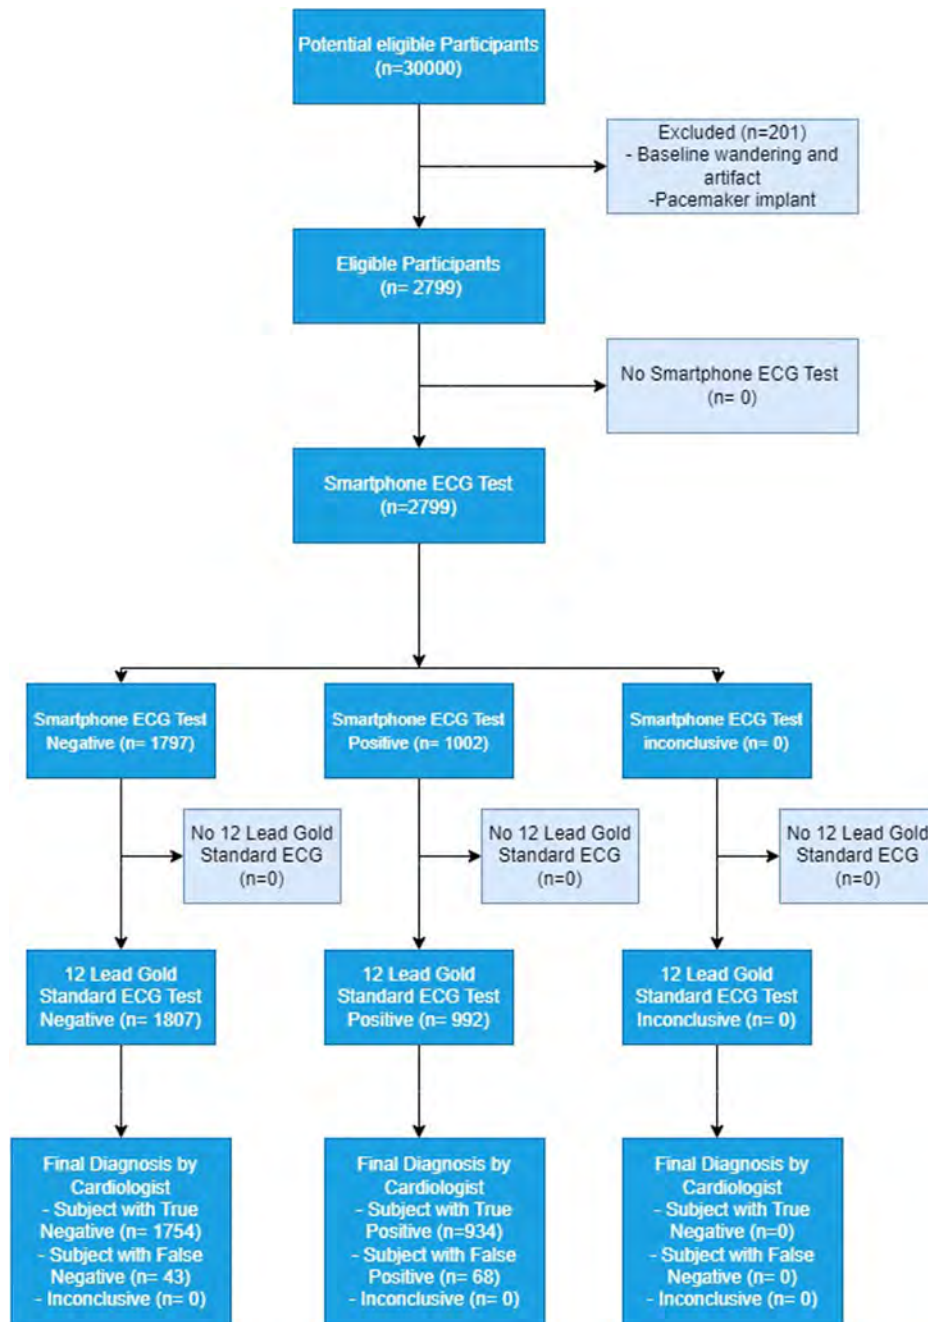 Potential eligible Participants
(n=30000)
Excluded (n=201)
- Baseline wandering and
artifact
-Pacemaker implant
Eligible Participants
(n= 2799)
No Smartphone ECG Test
(n= 0)
Smartphone ECG Test
(n=2799)
Smartphone ECG Test
Negative (n= 1797)
Smartphone ECG Test
Positive (n= 1002)
Smartphone ECG Test
inconclusive (n= 0)
No 12 Lead Gold
Standard ECG
(n=0)
No 12 Lead Gold
Standard ECG
(n=0)
No 12 Lead Gold
Standard ECG
(n=0)
12 Lead Gold
Standard ECG Test
Negative (n= 1807)
12 Lead Gold
Standard ECG Test
Positive (n= 992)
12 Lead Gold
Standard ECG Test
Inconclusive (n= 0)
Final Diagnosis by
Cardiologist
- Subject with True
Negative (n= 1754)
- Subject with False
Negative (n= 43)
- Inconclusive (n= 0)
Final Diagnosis by
Cardiologist
- Subject with True
Positive (n=934)
- Subject with False
Positive (n= 68)
- Inconclusive (n= 0)
Final Diagnosis by
Cardiologist
- Subject with True
Negative (n=0)
- Subject with False
Negative (n= 0)
- Inconclusive (n= 0)